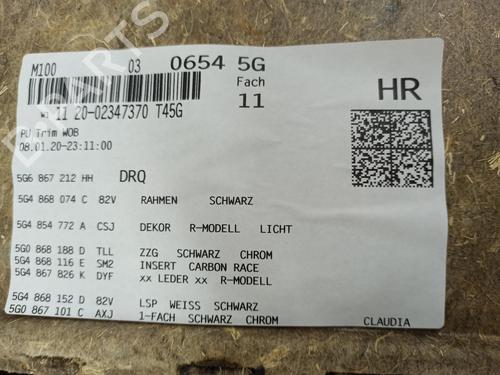 M100 03 0654 5G
Fach
11
HR
11 20-02347370 T45G
PU Trim WOB
08.01.20-23:11:00
5G6 867 212 HH DRQ
5G4 868 074 C 82V RAHMEN SCHWARZ
5G4 854 772 A CSJ DEKOR R-MODELL LICHT
5G0 868 188 D TLL ZZG SCHWARZ CHROM
5G4 868 116 E SM2 INSERT CARBON RACE
5G4 867 826 K DYF xx LEDER xx R-MODELL
5G4 868 152 D 82V LSP WEISS SCHWARZ
5G0 867 101 C AXJ 1-FACH SCHWARZ CHROM
CLAUDIA